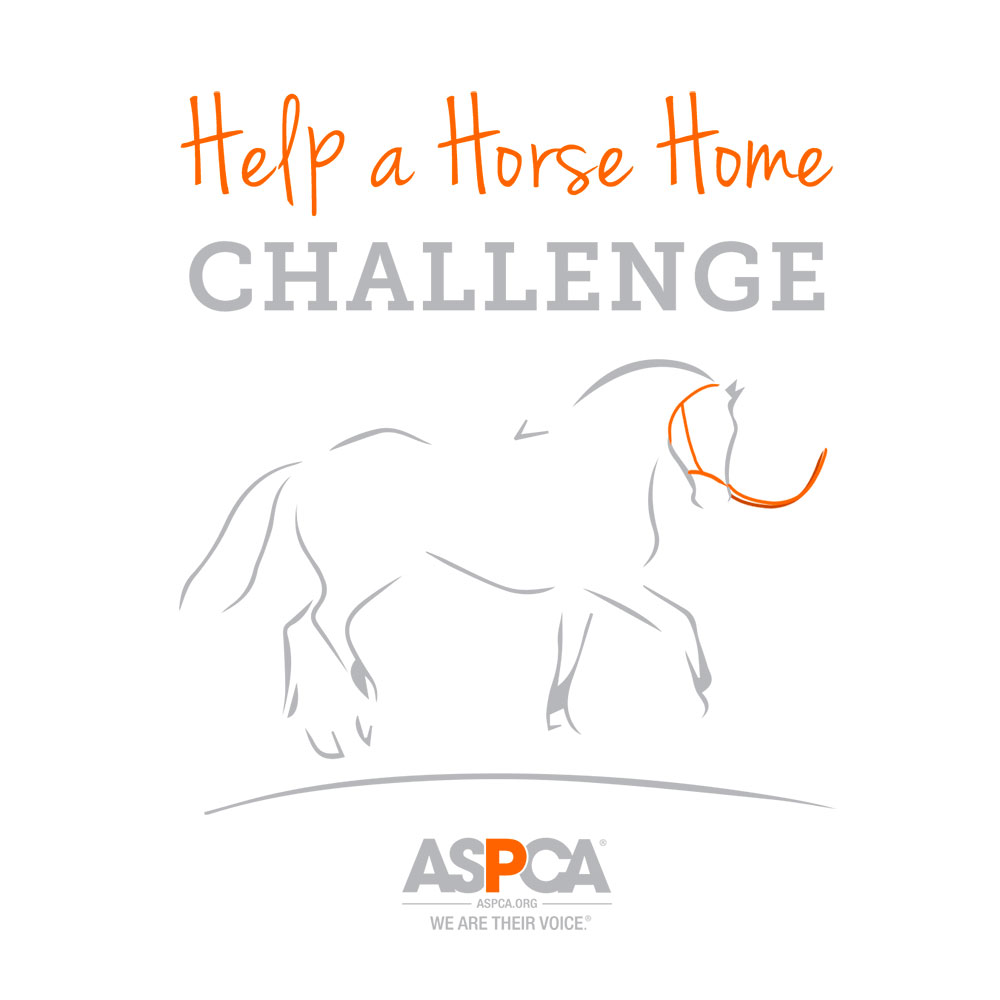 Help a Horse Home
CHALLENGE
ASPCA®
ASPCA.ORG
WE ARE THEIR VOICE.®